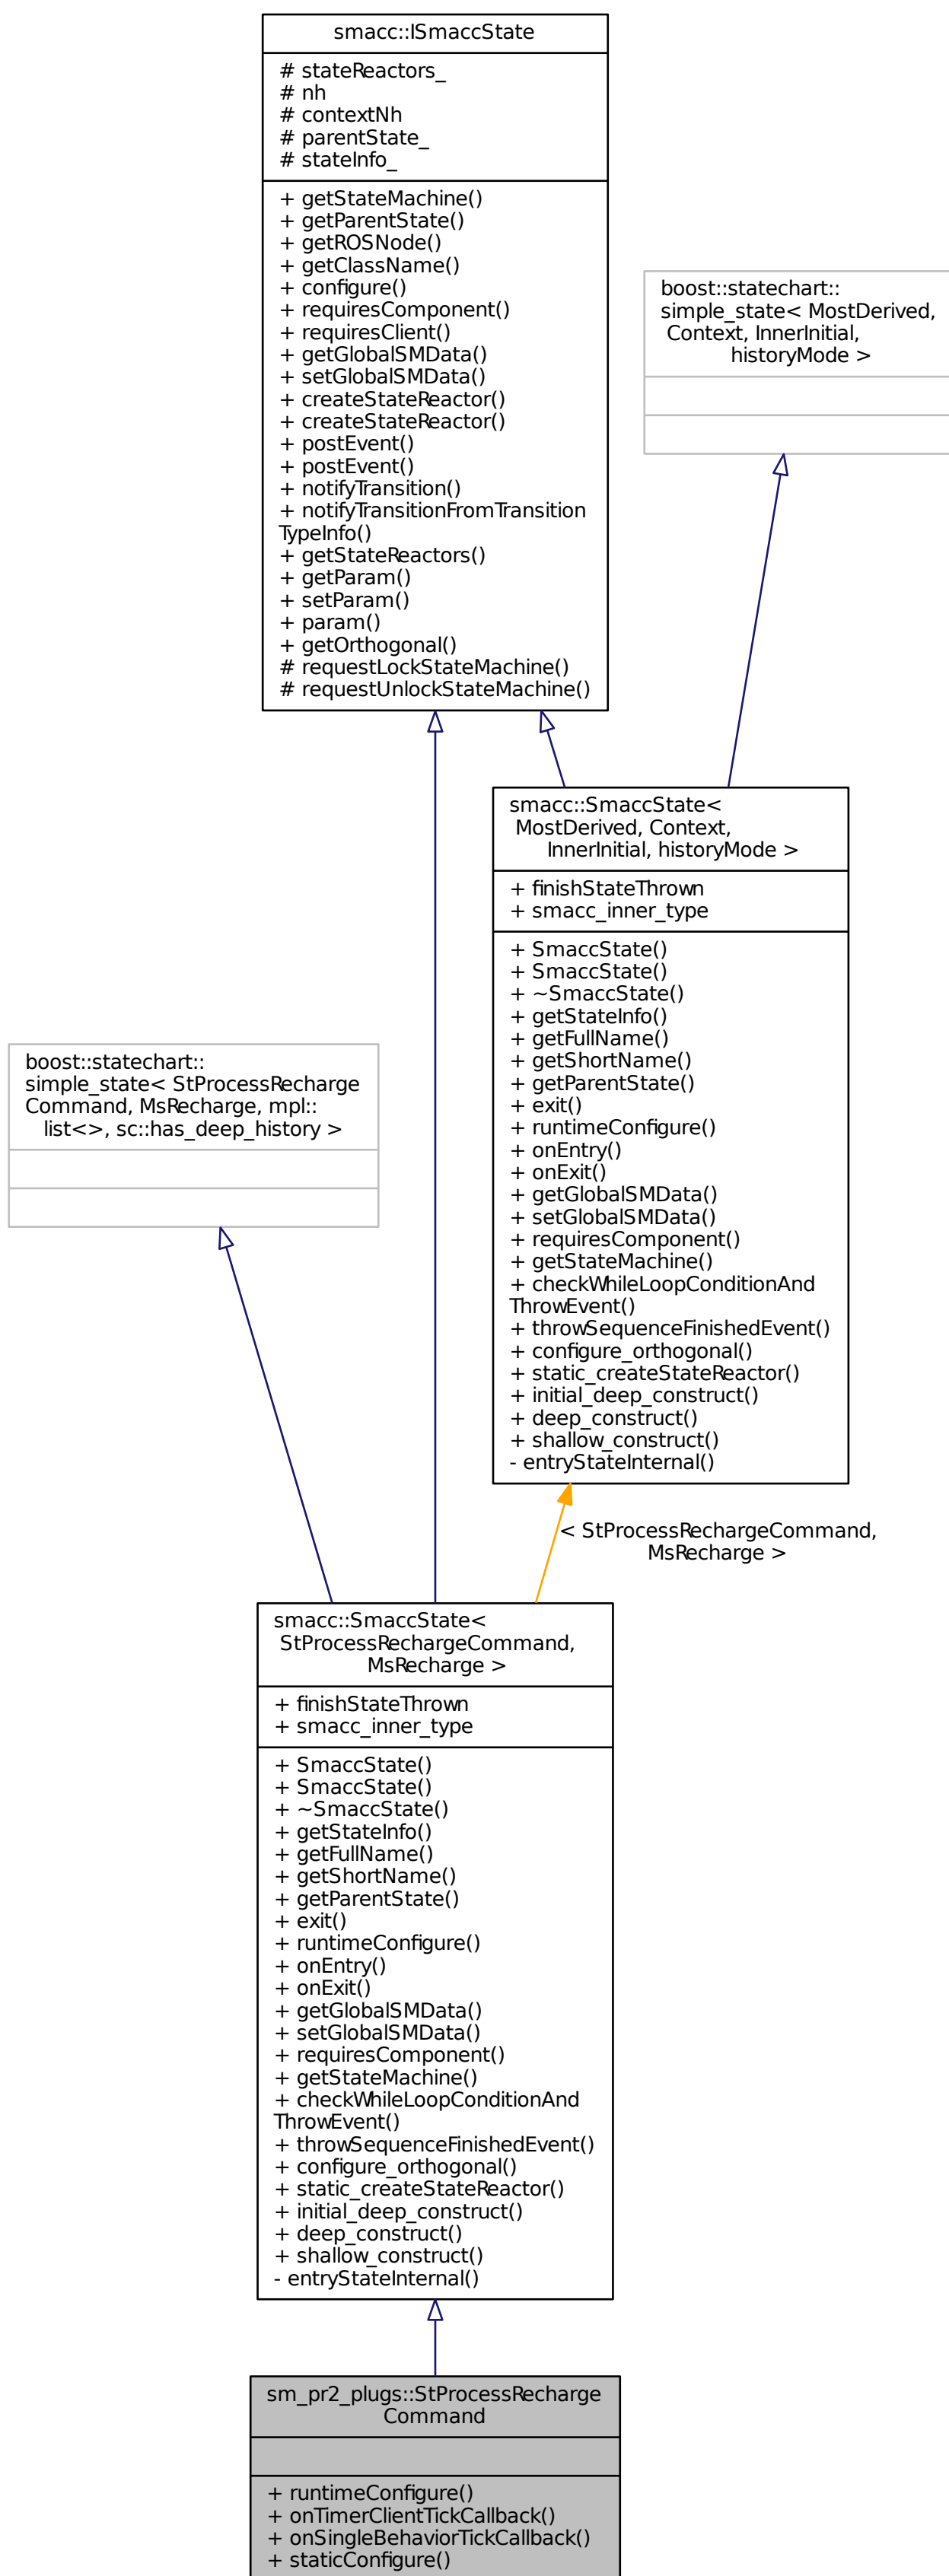 smacc::ISmaccState
# stateReactors_
# nh
# contextNh
# parentState_
# stateInfo_
+ getStateMachine()
+ getParentState()
+ getROSNode()
+ getClassName()
+ configure()
+ requiresComponent()
+ requiresClient()
+ getGlobalSMData()
+ setGlobalSMData()
+ createStateReactor()
+ createStateReactor()
+ postEvent()
+ postEvent()
+ notifyTransition()
+ notifyTransitionFromTransition
TypeInfo()
+ getStateReactors()
+ getParam()
+ setParam()
+ param()
+ getOrthogonal()
# requestLockStateMachine()
# requestUnlockStateMachine()
boost::statechart::
simple_state< MostDerived,
Context, InnerInitial,
historyMode >
smacc::SmaccState<
MostDerived, Context,
InnerInitial, historyMode >
+ finishStateThrown
+ smacc_inner_type
+ SmaccState()
+ SmaccState()
+ ~SmaccState()
+ getStateInfo()
+ getFullName()
+ getShortName()
+ getParentState()
+ exit()
+ runtimeConfigure()
+ onEntry()
+ onExit()
+ getGlobalSMData()
+ setGlobalSMData()
+ requiresComponent()
+ getStateMachine()
+ checkWhileLoopConditionAnd
ThrowEvent()
+ throwSequenceFinishedEvent()
+ configure_orthogonal()
+ static_createStateReactor()
+ initial_deep_construct()
+ deep_construct()
+ shallow_construct()
- entryStateInternal()
boost::statechart::
simple_state< StProcessRecharge
Command, MsRecharge, mpl::
list<>, sc::has_deep_history >
< StProcessRechargeCommand,
MsRecharge >
smacc::SmaccState<
StProcessRechargeCommand,
MsRecharge >
+ finishStateThrown
+ smacc_inner_type
+ SmaccState()
+ SmaccState()
+ ~SmaccState()
+ getStateInfo()
+ getFullName()
+ getShortName()
+ getParentState()
+ exit()
+ runtimeConfigure()
+ onEntry()
+ onExit()
+ getGlobalSMData()
+ setGlobalSMData()
+ requiresComponent()
+ getStateMachine()
+ checkWhileLoopConditionAnd
ThrowEvent()
+ throwSequenceFinishedEvent()
+ configure_orthogonal()
+ static_createStateReactor()
+ initial_deep_construct()
+ deep_construct()
+ shallow_construct()
- entryStateInternal()
sm_pr2_plugs::StProcessRecharge
Command
+ runtimeConfigure()
+ onTimerClientTickCallback()
+ onSingleBehaviorTickCallback()
+ staticConfigure()